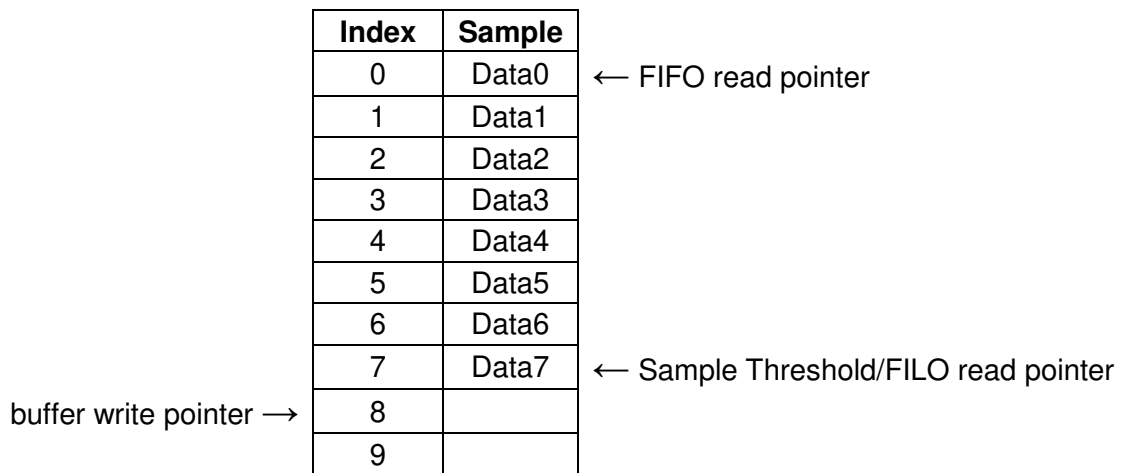 Index Sample
0 Data0 ← FIFO read pointer
1 Data1
2 Data2
3 Data3
4 Data4
5 Data5
6 Data6
7 Data7 ← Sample Threshold/FILO read pointer
buffer write pointer → 8
9